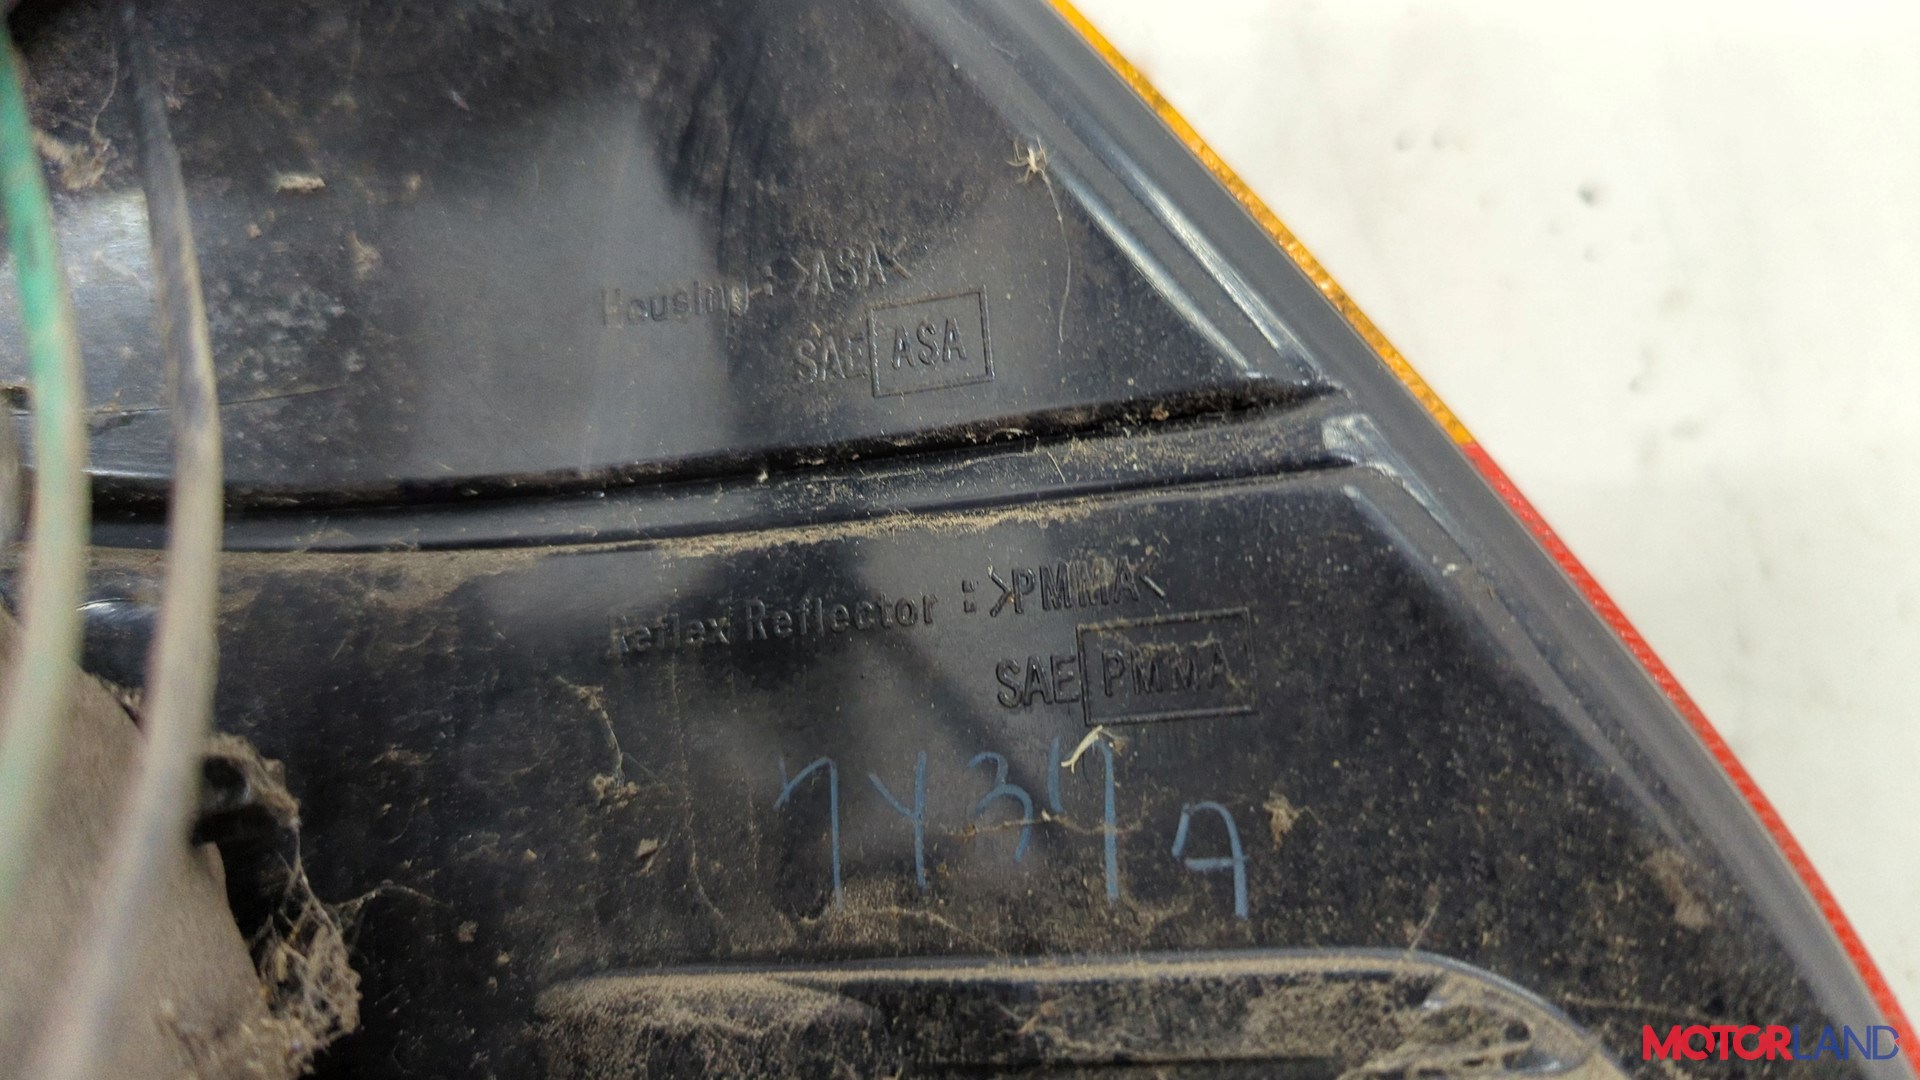 Housing : >ASA<
SAE ASA
Reflex Reflector : >PMMA<
SAE PMMA
MOTORLAND